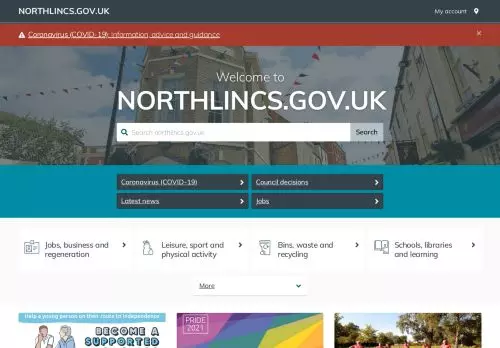 NORTHLINCS.GOV.UK
My account
Coronavirus (COVID-19): Information, advice and guidance
×
Welcome to
NORTHLINCS.GOV.UK
Search northlincs.gov.uk
Search
Coronavirus (COVID-19)
Council decisions
Latest news
Jobs
Jobs, business and
regeneration
Leisure, sport and
physical activity
Bins, waste and
recycling
Schools, libraries
and learning
More
Help a young person on their route to independence
BECOME A
SUPPORTED
PRIDE
2021